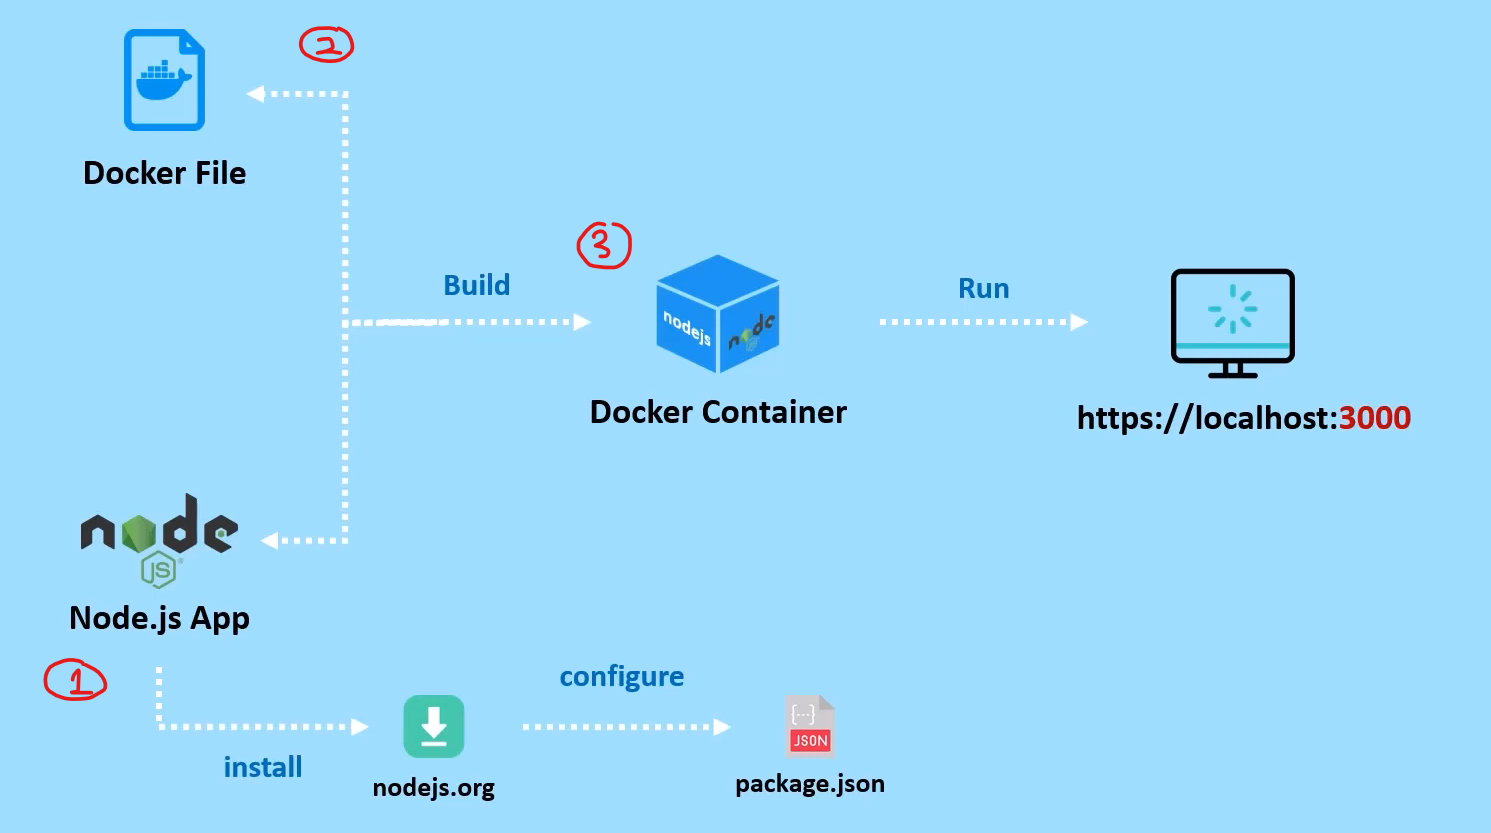 2
Docker File
3
Build
Run
nodejs
node
Docker Container
https://localhost:3000
node
JS
Node.js App
1
configure
install
{...}
JSON
nodejs.org
package.json